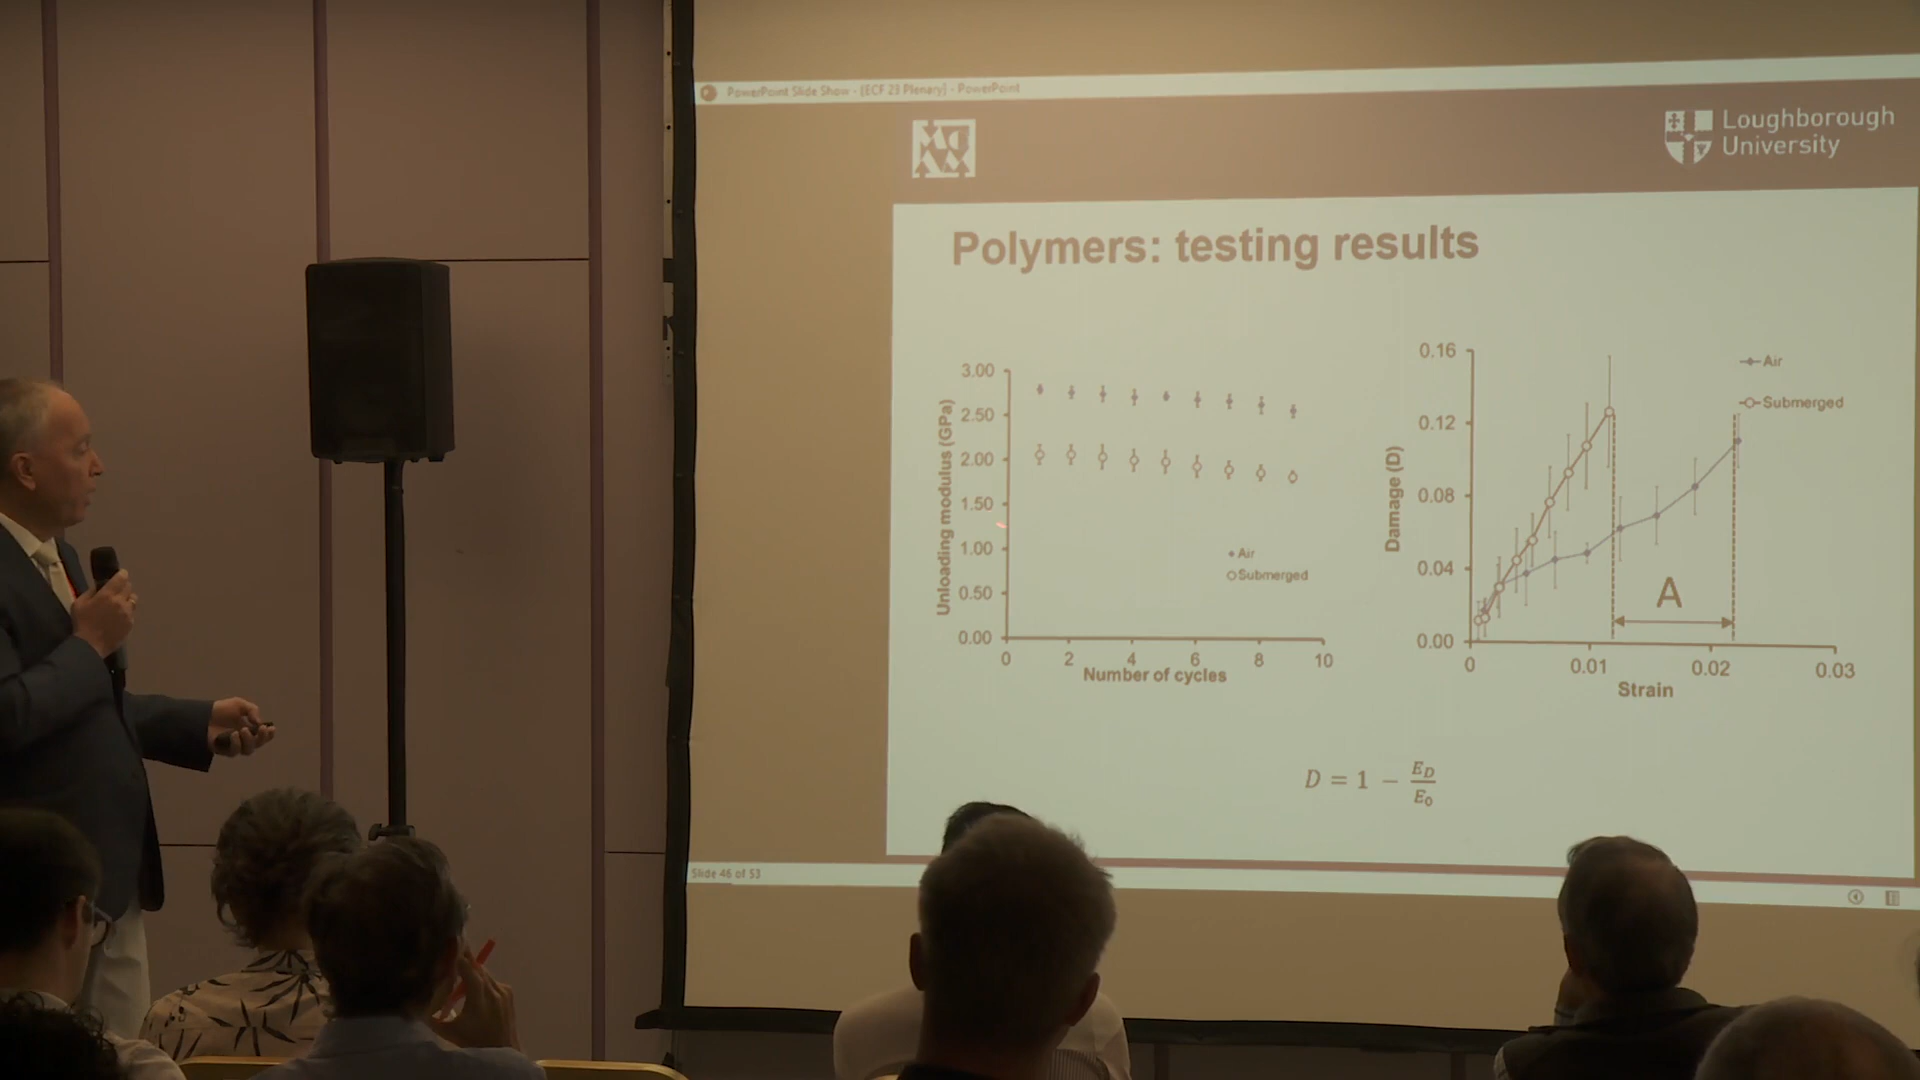 PowerPoint Slide Show - [ECF 23 Plenary] - PowerPoint
Loughborough
University
Polymers: testing results
Unloading modulus (GPa)
3.00
2.50
2.00
1.50
1.00
0.50
0.00
0 2 4 6 8 10
Number of cycles
Air
Submerged
Damage (D)
0.16
0.12
0.08
0.04
0.00
0 0.01 0.02 0.03
Strain
Air
Submerged
A
D = 1 − E_D/E_0
Slide 46 of 53